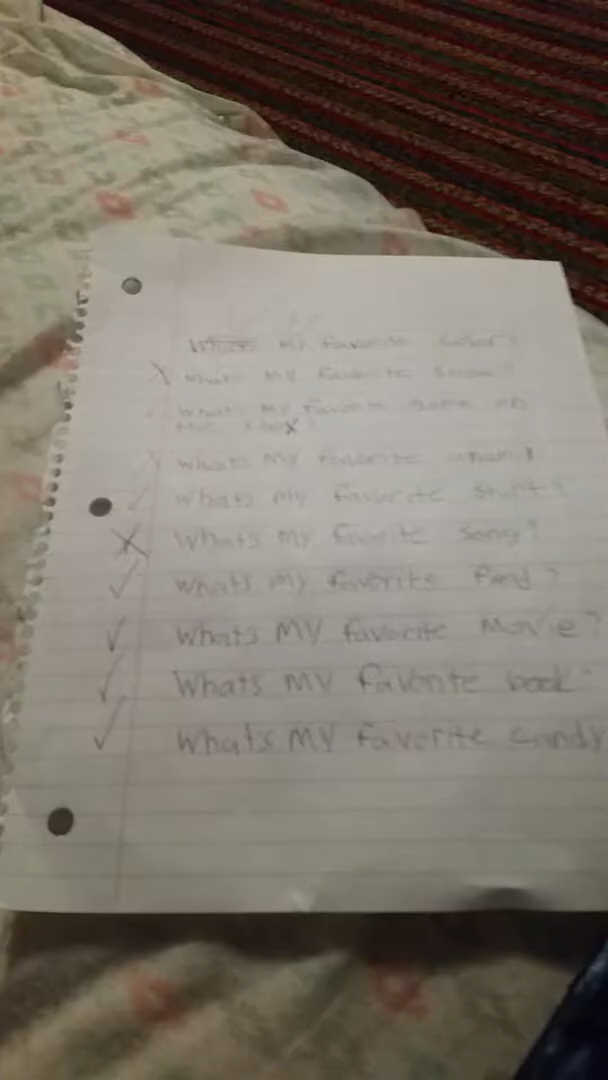 my favorite color?
X Whats my favorite show?
Whats my favorite game on
the xbox?
X Whats my favorite
✓ Whats my favorite shirt?
X Whats my favorite song?
✓ Whats my favorite food?
✓ Whats my favorite movie?
✓ Whats my favorite book?
✓ Whats my favorite candy